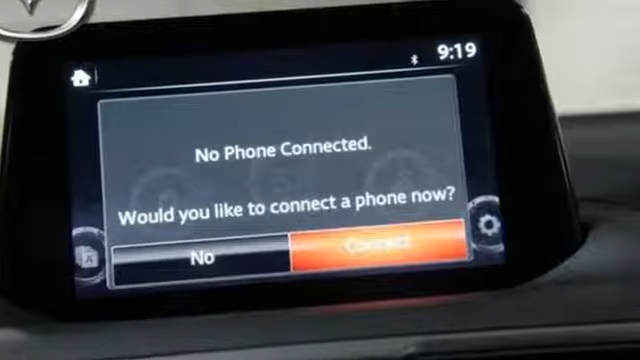 9:19
No Phone Connected.
Would you like to connect a phone now?
No
Connect
A